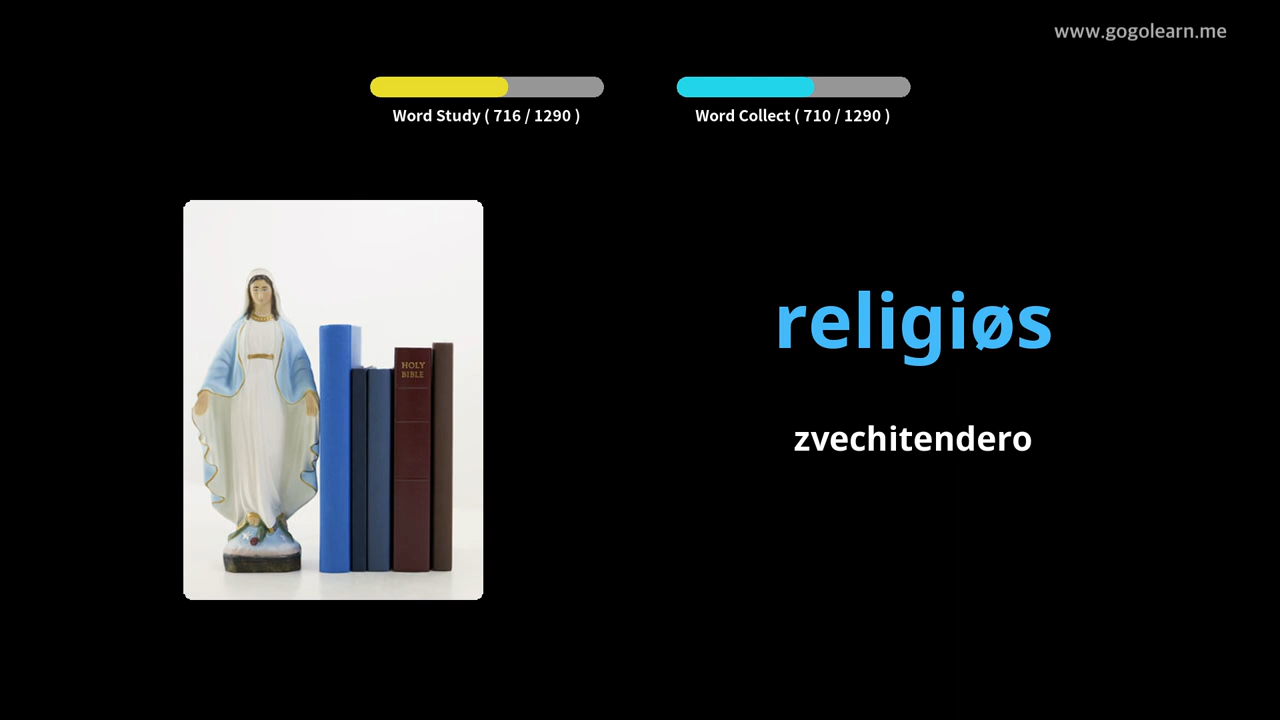 www.gogolearn.me
Word Study ( 716 / 1290 )
Word Collect ( 710 / 1290 )
HOLY
BIBLE
religiøs
zvechitendero